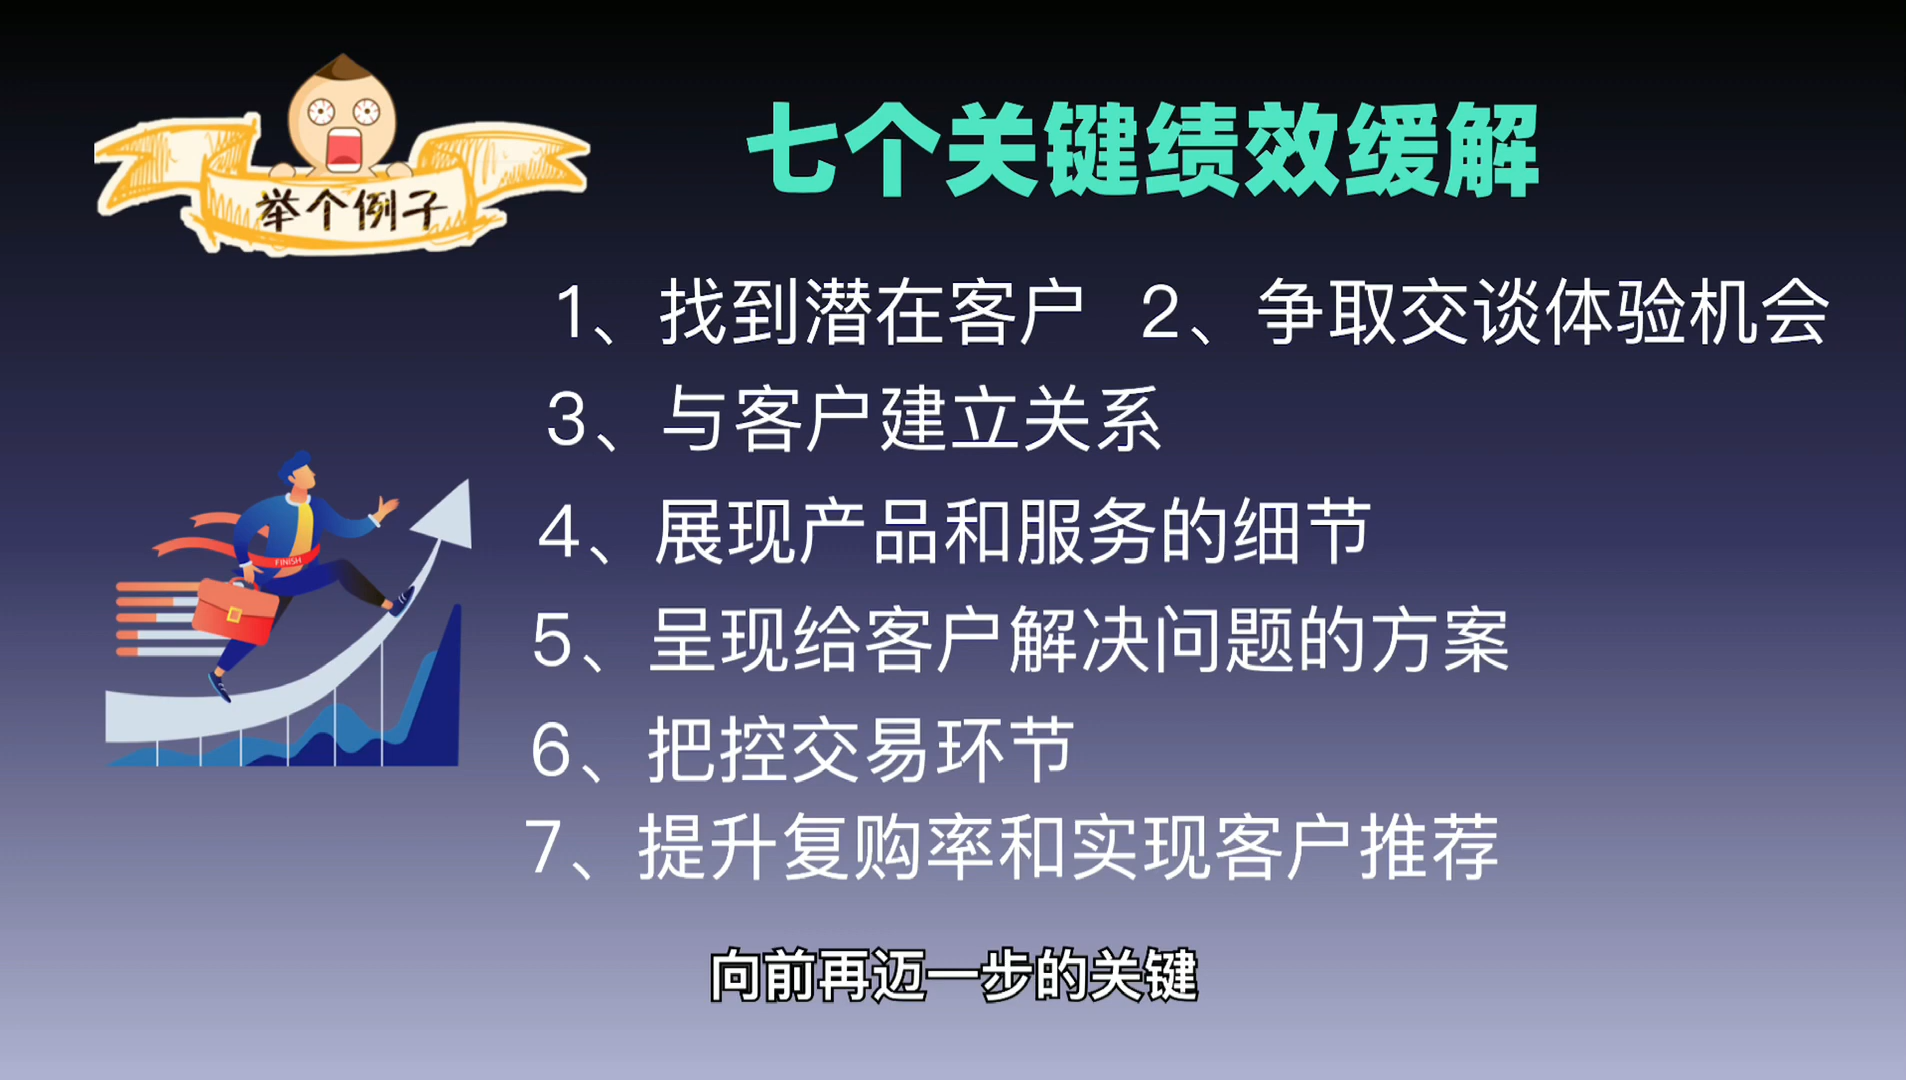 举个例子
七个关键绩效缓解
1、找到潜在客户 2、争取交谈体验机会
3、与客户建立关系
4、展现产品和服务的细节
FINISH
5、呈现给客户解决问题的方案
6、把控交易环节
7、提升复购率和实现客户推荐
向前再迈一步的关键